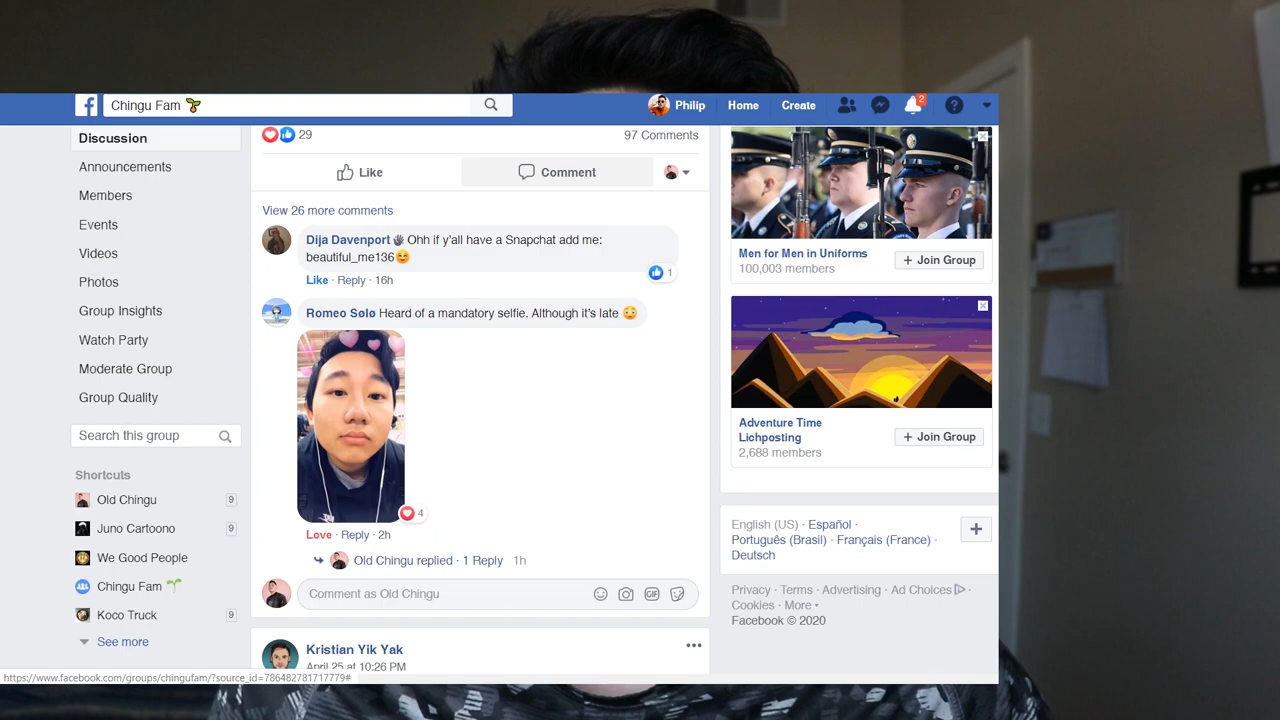 Chingu Fam
Philip
Home
Create
2
Discussion
Announcements
Members
Events
Videos
Photos
Group Insights
Watch Party
Moderate Group
Group Quality
Search this group
Shortcuts
Old Chingu 9
Juno Cartoono 9
We Good People
Chingu Fam
Koco Truck 9
See more
29
97 Comments
Like
Comment
View 26 more comments
Dija Davenport Ohh if y'all have a Snapchat add me:
beautiful_me136
1
Like · Reply · 16h
Romeo Sølø Heard of a mandatory selfie. Although it's late
4
Love · Reply · 2h
Old Chingu replied · 1 Reply 1h
Comment as Old Chingu
GIF
Kristian Yik Yak
April 25 at 10:26 PM
Men for Men in Uniforms
100,003 members
+ Join Group
Adventure Time
Lichposting
2,688 members
+ Join Group
English (US) · Español ·
Português (Brasil) · Français (France) ·
Deutsch
Privacy · Terms · Advertising · Ad Choices ·
Cookies · More
Facebook © 2020
https://www.facebook.com/groups/chingufam/?source_id=786482781717779#